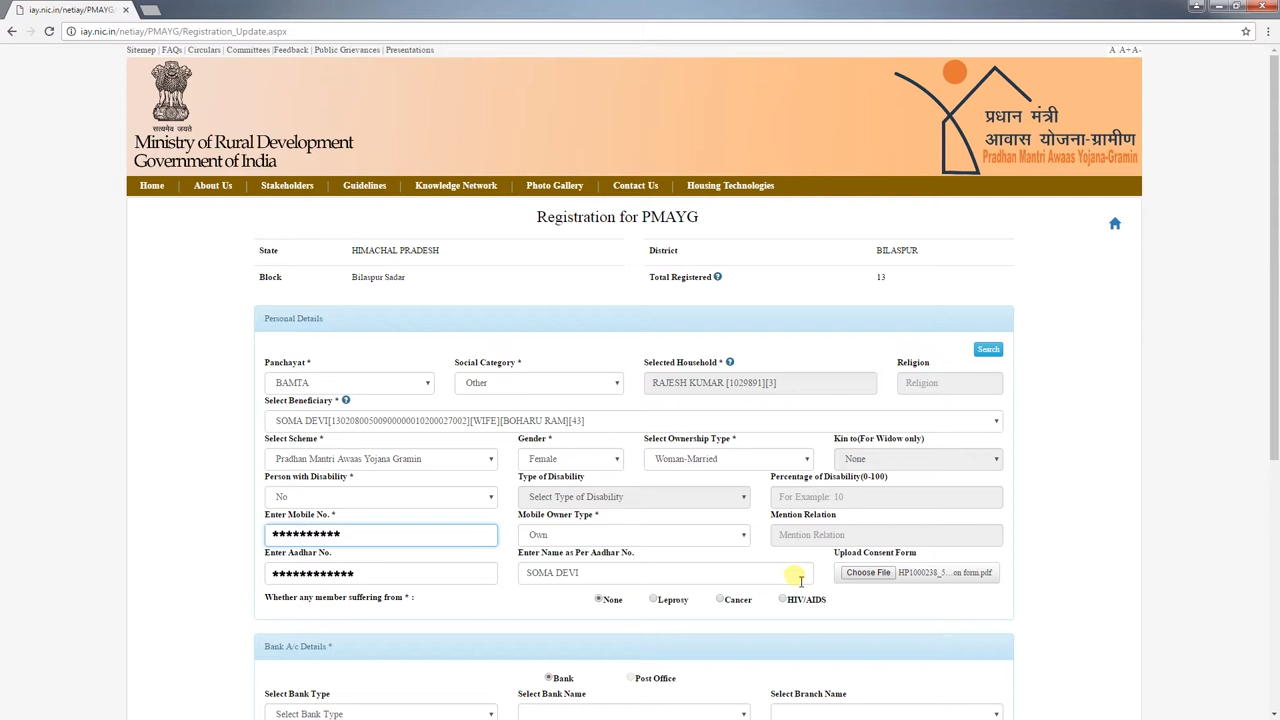 iay.nic.in/netiay/PMAYG/ ×
iay.nic.in/netiay/PMAYG/Registration_Update.aspx
Sitemep | FAQs | Circulars | Committees |Feedback | Public Grievances | Presentations
A A+A-
सत्यमेव जयते
Ministry of Rural Development
Government of India
प्रधान मंत्री
आवास योजना-ग्रामीण
Pradhan Mantri Awaas Yojana-Gramin
Home | About Us | Stakeholders | Guidelines | Knowledge Network | Photo Gallery | Contact Us | Housing Technologies
Registration for PMAYG
State HIMACHAL PRADESH District BILASPUR
Block Bilaspur Sadar Total Registered ? 13
Personal Details
Search
Panchayat * Social Category * Selected Household * ? Religion
BAMTA Other RAJESH KUMAR [1029891][3] Religion
Select Beneficiary * ?
SOMA DEVI[1302080050090000010200027002][WIFE][BOHARU RAM][43]
Select Scheme * Gender * Select Ownership Type * Kin to(For Widow only)
Pradhan Mantri Awaas Yojana Gramin Female Woman-Married None
Person with Disability * Type of Disability Percentage of Disability(0-100)
No Select Type of Disability For Example: 10
Enter Mobile No. * Mobile Owner Type * Mention Relation
********** Own Mention Relation
Enter Aadhar No. Enter Name as Per Aadhar No. Upload Consent Form
************ SOMA DEVI Choose File HP1000238_5...on form.pdf
Whether any member suffering from * : None Leprosy Cancer HIV/AIDS
Bank A/c Details *
Bank Post Office
Select Bank Type Select Bank Name Select Branch Name
Select Bank Type